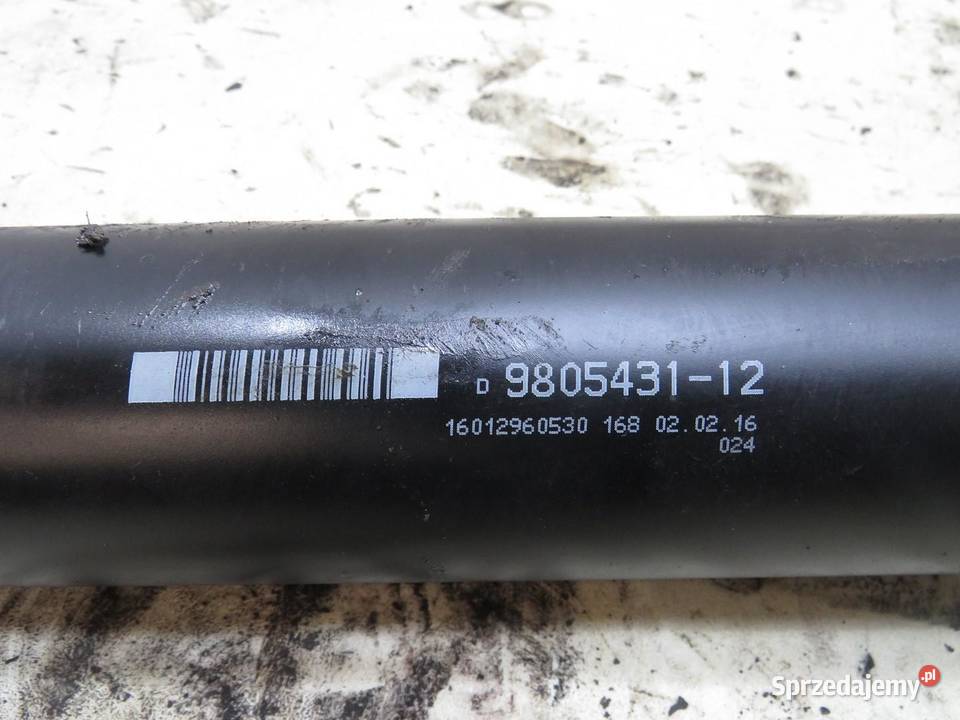 D 9805431-12
16012960530 168 02.02.16
024
Sprzedajemy.pl